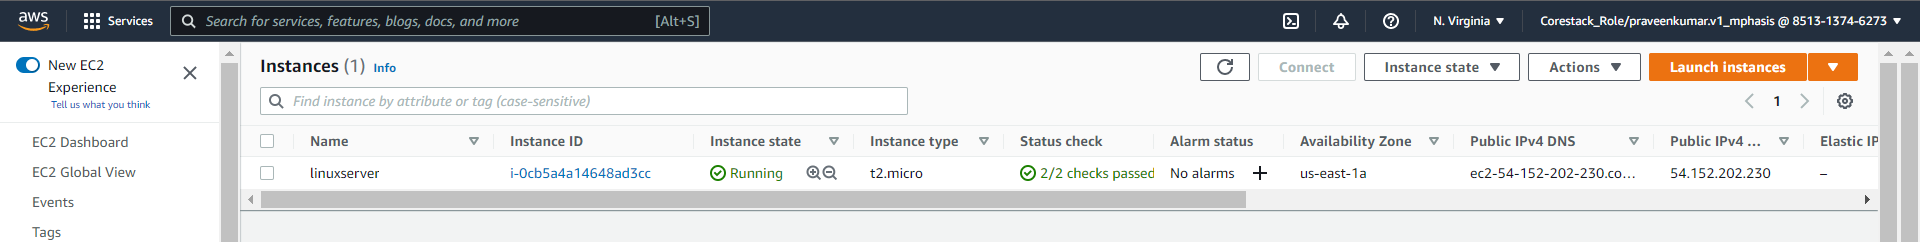 aws Services Search for services, features, blogs, docs, and more [Alt+S] N. Virginia Corestack_Role/praveenkumar.v1_mphasis @ 8513-1374-6273
New EC2
Experience
Tell us what you think
EC2 Dashboard
EC2 Global View
Events
Tags
Instances (1) Info Connect Instance state Actions Launch instances
Find instance by attribute or tag (case-sensitive) 1
Name Instance ID Instance state Instance type Status check Alarm status Availability Zone Public IPv4 DNS Public IPv4 ... Elastic IP
linuxserver i-0cb5a4a14648ad3cc Running t2.micro 2/2 checks passed No alarms us-east-1a ec2-54-152-202-230.co... 54.152.202.230 –